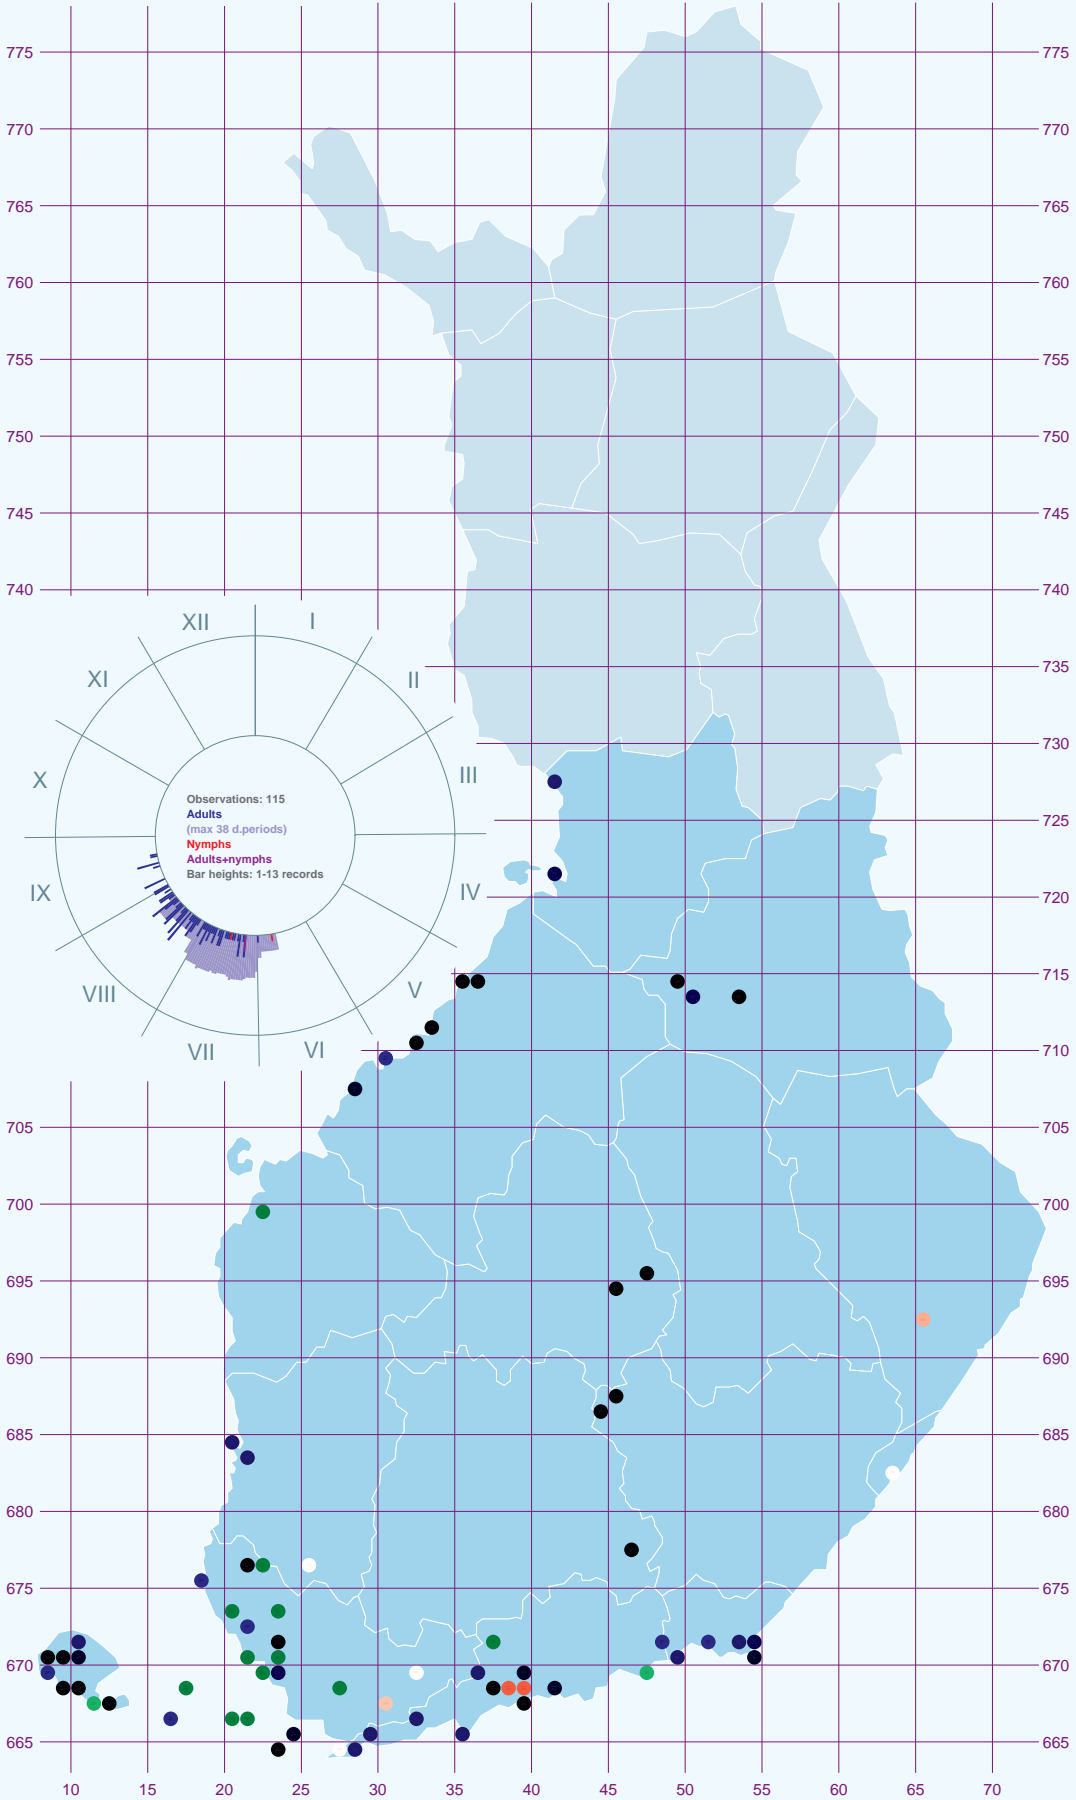 775 775
770 770
765 765
760 760
755 755
750 750
745 745
740 740
XII I
735
XI II
730
X III
Observations: 115
Adults
725
(max 38 d.periods)
Nymphs
Adults+nymphs
Bar heights: 1-13 records
IX IV
720
715
VIII V
VII VI
710
705 705
700 700
695 695
690 690
685 685
680 680
675 675
670 670
665 665
10 15 20 25 30 35 40 45 50 55 60 65 70